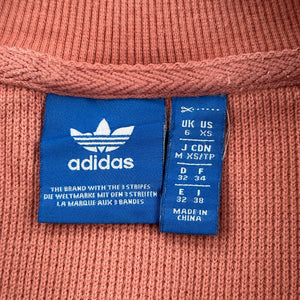 adidas
THE BRAND WITH THE 3 STRIPES
DIE WELTMARKE MIT DEN 3 STREIFEN
LA MARQUE AUX 3 BANDES
UK US
6 XS
J CDN
M XS/TP
D F
32 34
E I
32 38
MADE IN
CHINA